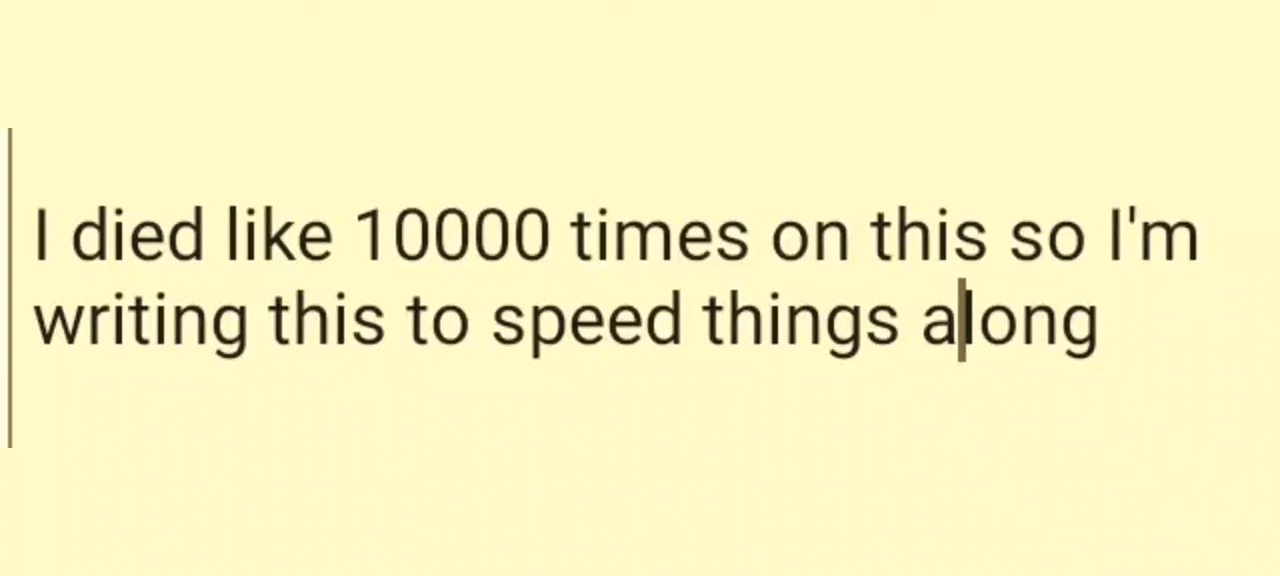 I died like 10000 times on this so I'm
writing this to speed things along